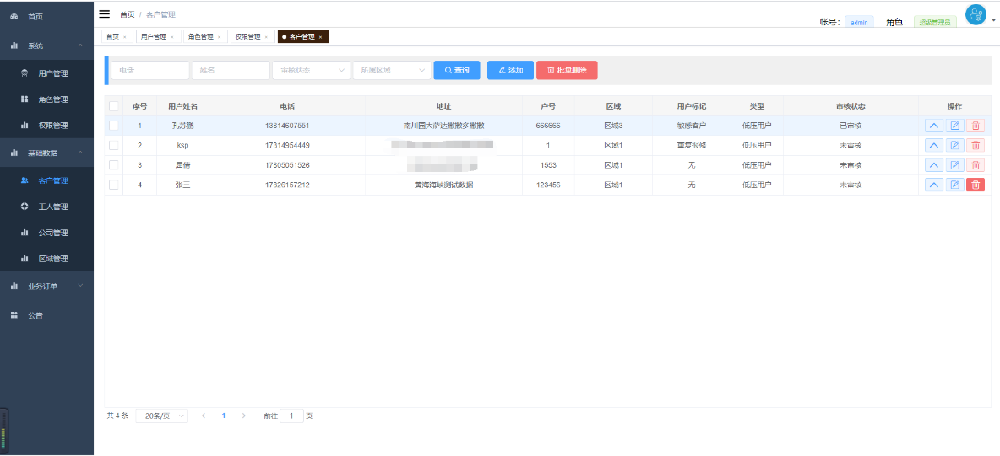 首页
系统
用户管理
角色管理
权限管理
基础数据
客户管理
工人管理
公司管理
区域管理
业务订单
公告
首页 / 客户管理
帐号： admin 角色： 超级管理员
首页 × 用户管理 × 角色管理 × 权限管理 × 客户管理 ×
电话 姓名 审核状态 所属区域 查询 添加 批量删除
序号 用户姓名 电话 地址 户号 区域 用户标记 类型 审核状态 操作
1 孔苏鹏 13814607551 南川园大萨达撒撒多撒撒 666666 区域3 敏感客户 低压用户 已审核
2 ksp 17314954449 1 区域1 重复报修 低压用户 未审核
3 屈倩 17805051526 1553 区域1 无 低压用户 未审核
4 张三 17826157212 黄海海峡测试数据 123456 区域1 无 低压用户 未审核
共 4 条 20条/页 1 前往 1 页